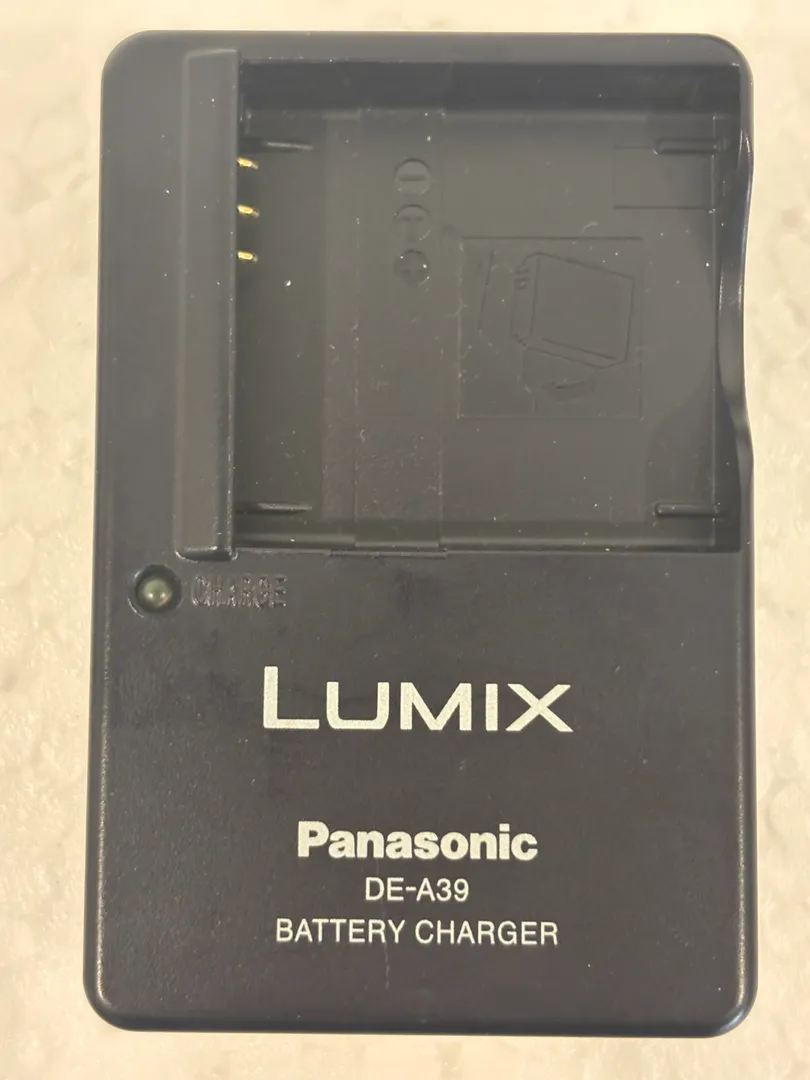 CHARGE
LUMIX
Panasonic
DE-A39
BATTERY CHARGER